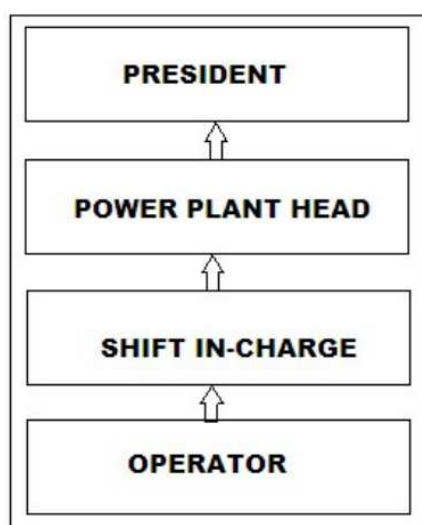 PRESIDENT
POWER PLANT HEAD
SHIFT IN-CHARGE
OPERATOR